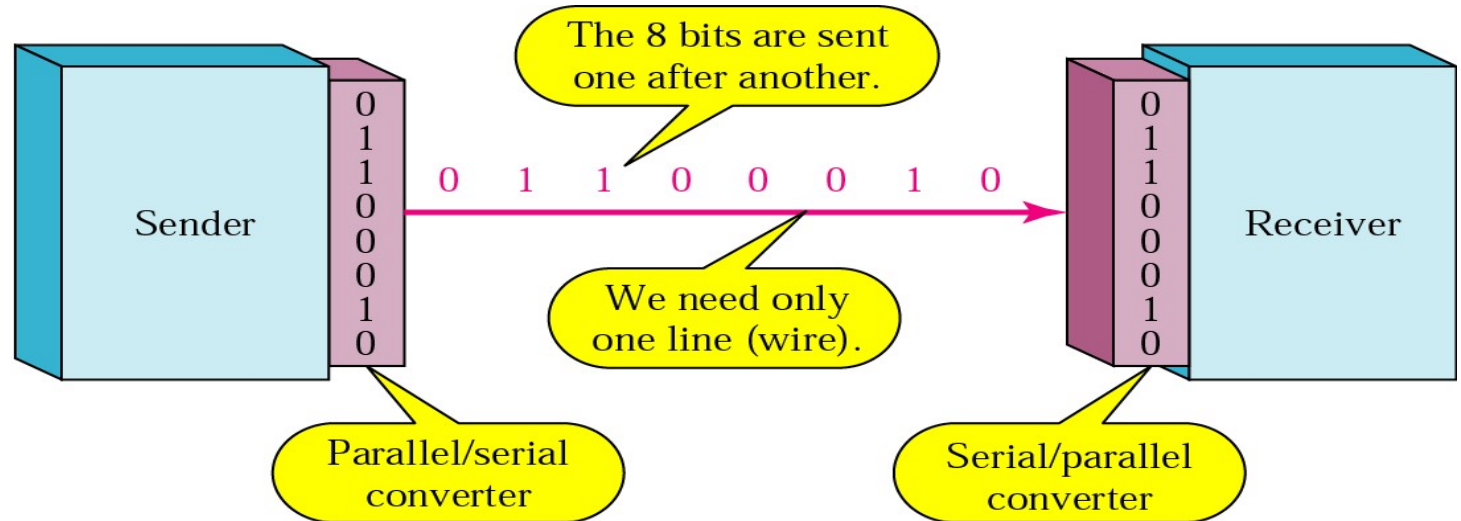 The 8 bits are sent
one after another.
0
1
1
0
0
0
1
0
0 1 1 0 0 0 1 0
0
1
1
0
0
0
1
0
Sender
Receiver
We need only
one line (wire).
Parallel/serial
converter
Serial/parallel
converter